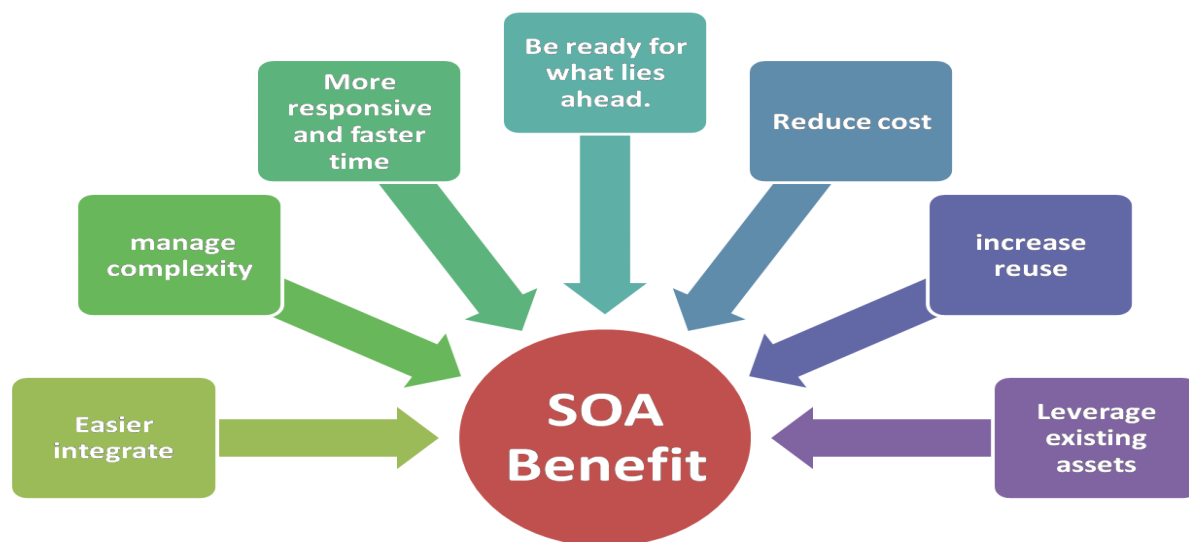 Be ready for
what lies
ahead.
More
responsive
and faster
time
Reduce cost
manage
complexity
increase
reuse
Easier
integrate
SOA
Benefit
Leverage
existing
assets